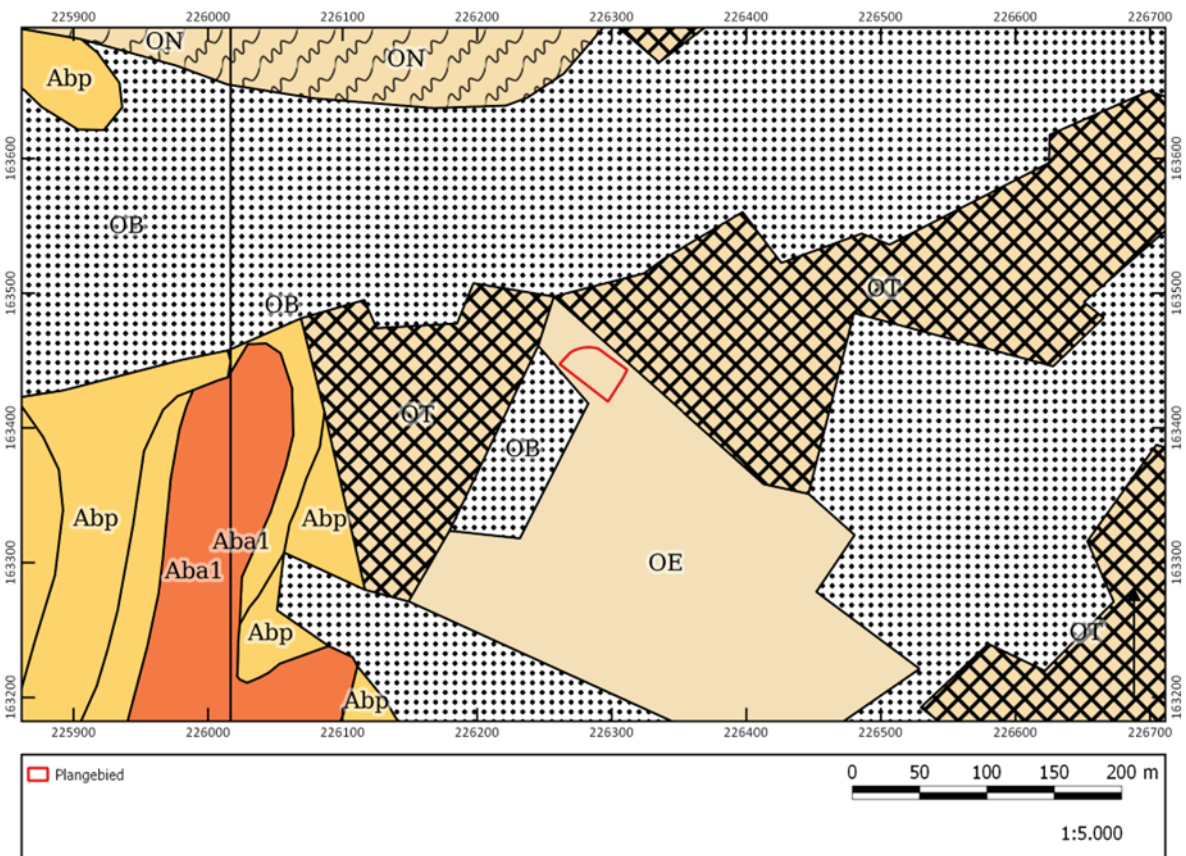 225900 226000 226100 226200 226300 226400 226500 226600 226700
ON
ON
Abp
163600 163600
OB
OT
163500 163500
OB
OT
163400 163400
OB
Abp Abp
Aba1
OE
Aba1
163300 163300
Abp OT
Abp
163200 163200
225900 226000 226100 226200 226300 226400 226500 226600 226700
Plangebied
0 50 100 150 200 m
1:5.000